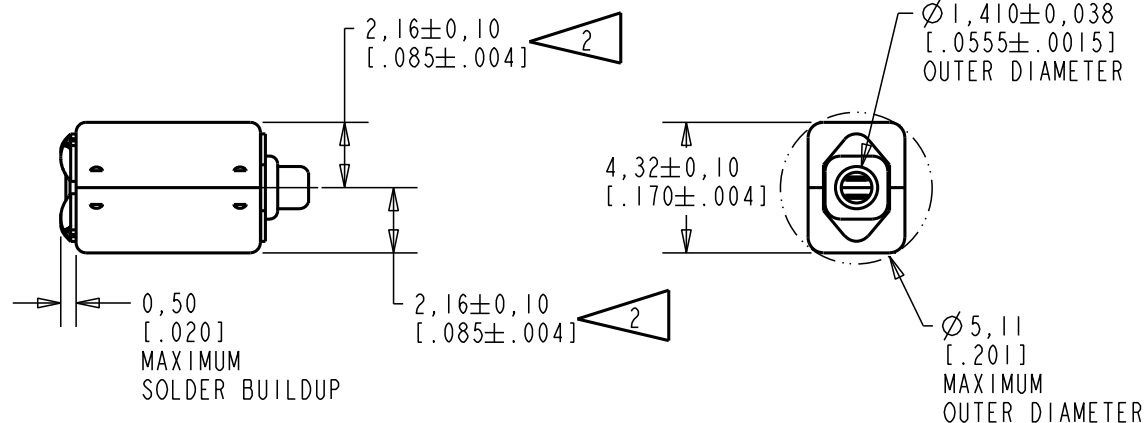 2,16±0,10
[.085±.004]
2
Ø1,410±0,038
[.0555±.0015]
OUTER DIAMETER
4,32±0,10
[.170±.004]
0,50
[.020]
MAXIMUM
SOLDER BUILDUP
2,16±0,10
[.085±.004]
2
Ø5,11
[.201]
MAXIMUM
OUTER DIAMETER